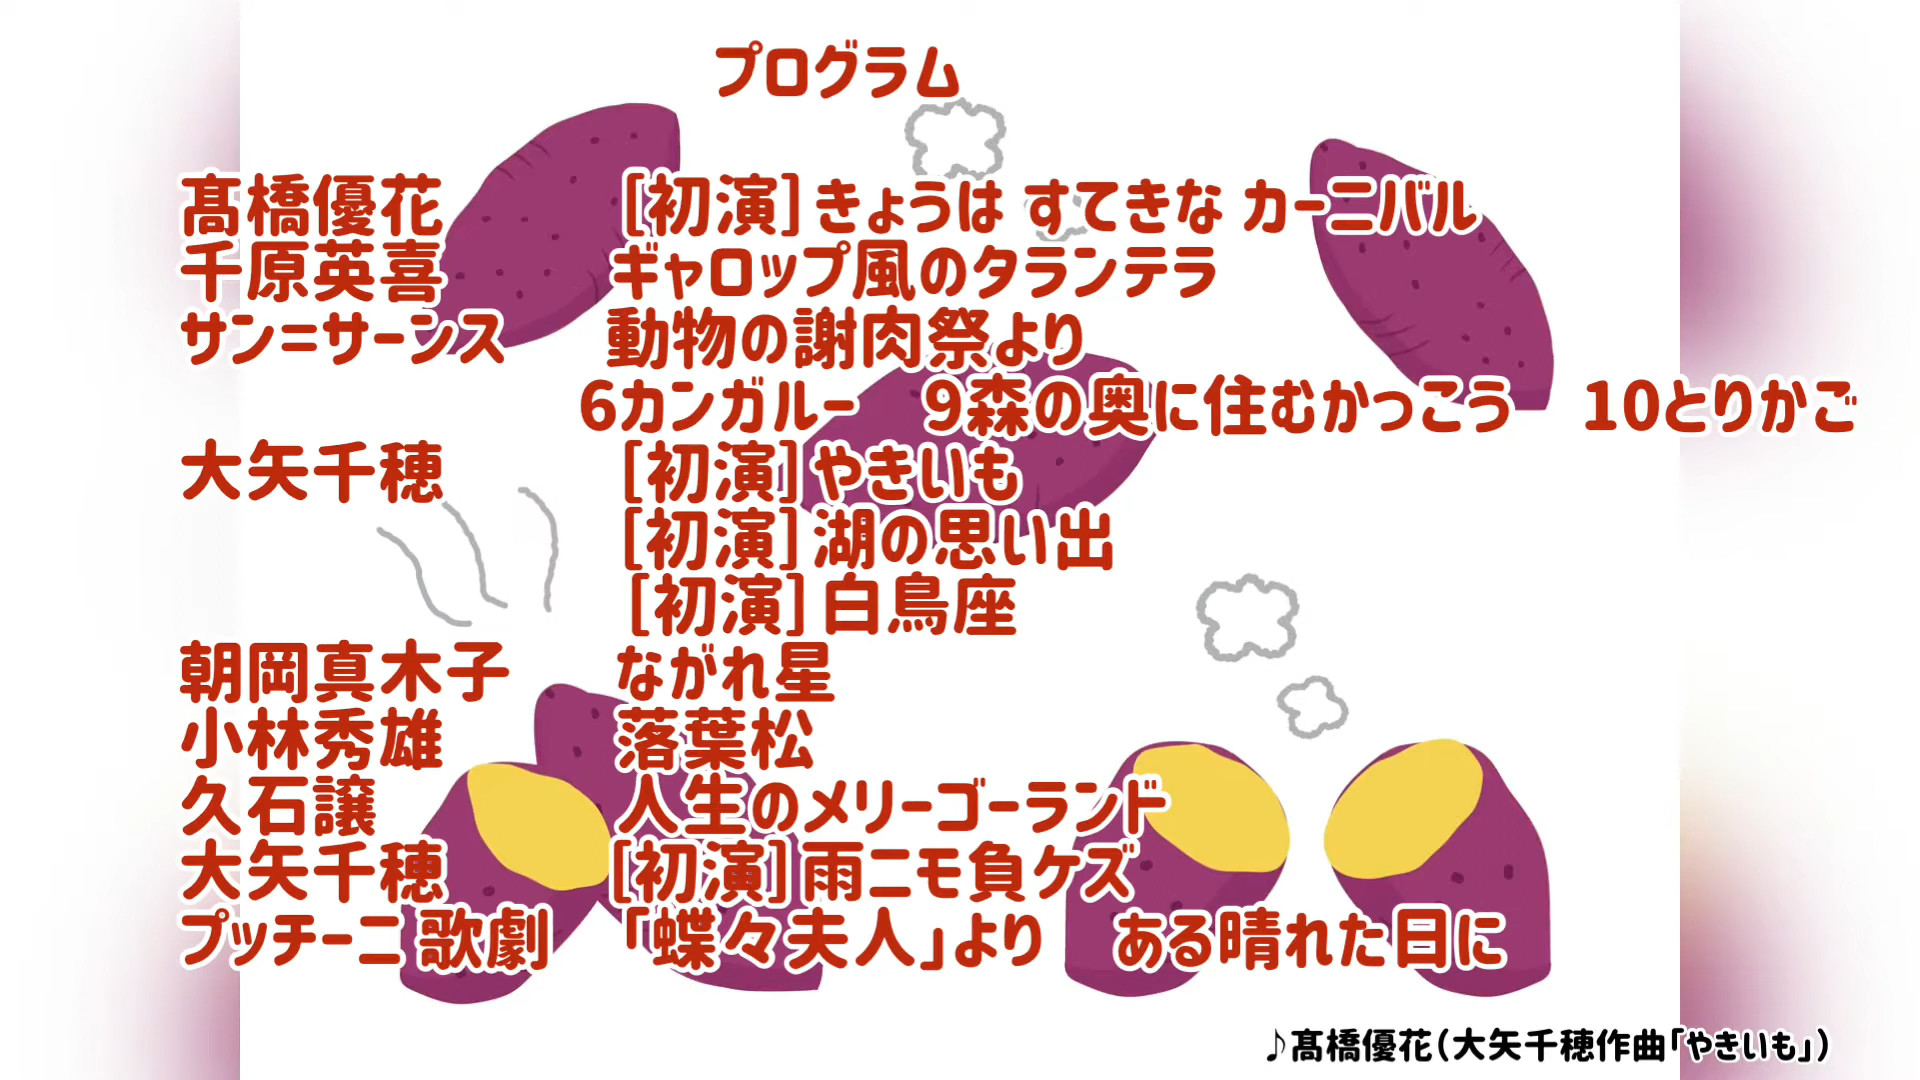 プログラム
髙橋優花 [初演]きょうは すてきな カーニバル
千原英喜 ギャロップ風のタランテラ
サン=サーンス 動物の謝肉祭より
6カンガルー 9森の奥に住むかっこう 10とりかご
大矢千穂 [初演]やきいも
[初演]湖の思い出
[初演]白鳥座
朝岡真木子 ながれ星
小林秀雄 落葉松
久石譲 人生のメリーゴーランド
大矢千穂 [初演]雨ニモ負ケズ
プッチーニ 歌劇 「蝶々夫人」より ある晴れた日に
♪髙橋優花(大矢千穂作曲「やきいも」)